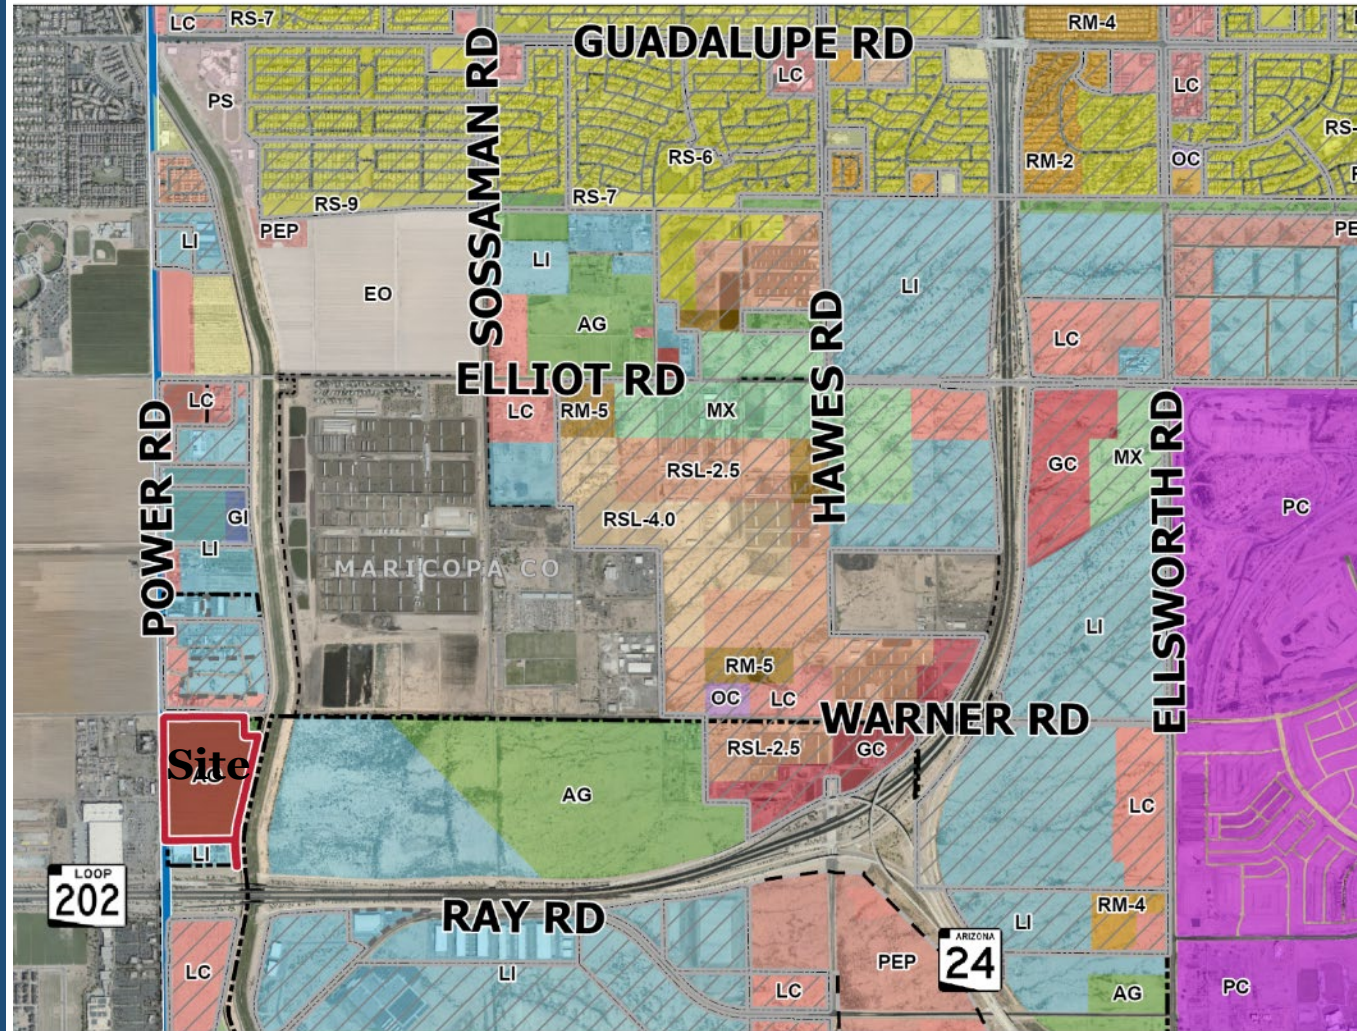 LC
RS-7
GUADALUPE RD
RM-4
LC
LC
PS
RS-6
RM-2
OC
RS-
RS-9
RS-7
SOSSAMAN RD
PEP
LI
LI
EO
LI
PE
AG
HAWES RD
LC
ELLIOT RD
LC
LC
RM-5
MX
POWER RD
RSL-2.5
GC
MX
ELLSWORTH RD
PC
GI
RSL-4.0
LI
MARICOPA CO
LI
RM-5
OC
LC
WARNER RD
Site
RSL-2.5
GC
AG
LC
LI
LOOP
202
RAY RD
RM-4
LI
LC
LI
PEP
ARIZONA
24
LC
AG
PC